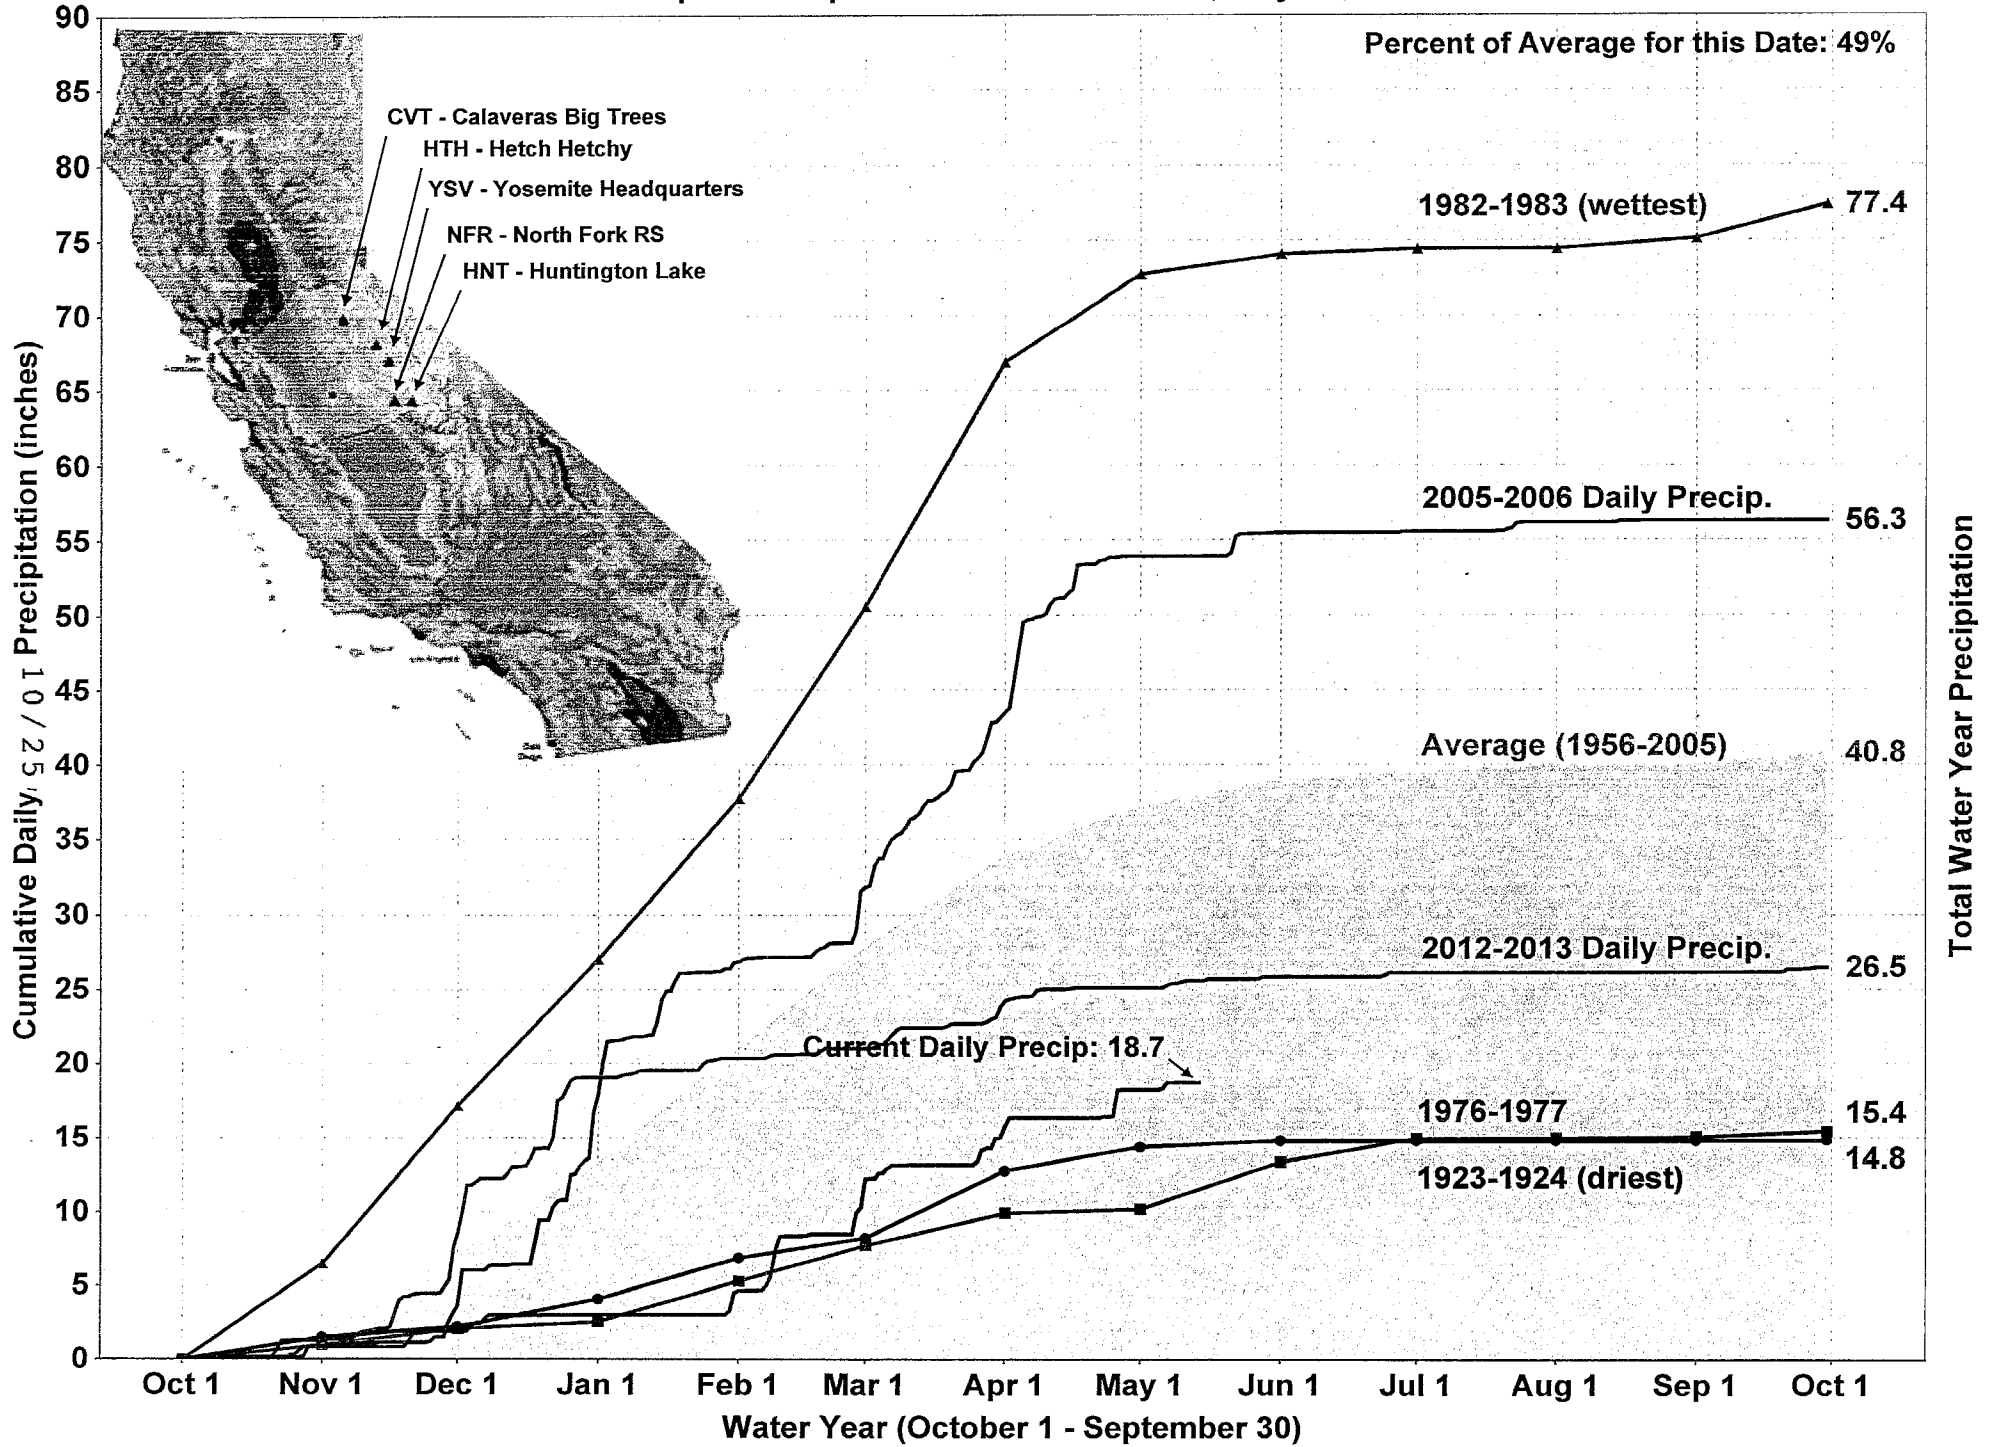 Percent of Average for this Date: 49%
90
85
80
75
70
65
60
55
50
45
40
35
30
25
20
15
10
5
0
Cumulative Daily Precipitation (inches)
10/25
CVT - Calaveras Big Trees
HTH - Hetch Hetchy
YSV - Yosemite Headquarters
NFR - North Fork RS
HNT - Huntington Lake
1982-1983 (wettest)
77.4
2005-2006 Daily Precip.
56.3
Average (1956-2005)
40.8
2012-2013 Daily Precip.
26.5
Current Daily Precip: 18.7
1976-1977
15.4
1923-1924 (driest)
14.8
Total Water Year Precipitation
Oct 1 Nov 1 Dec 1 Jan 1 Feb 1 Mar 1 Apr 1 May 1 Jun 1 Jul 1 Aug 1 Sep 1 Oct 1
Water Year (October 1 - September 30)